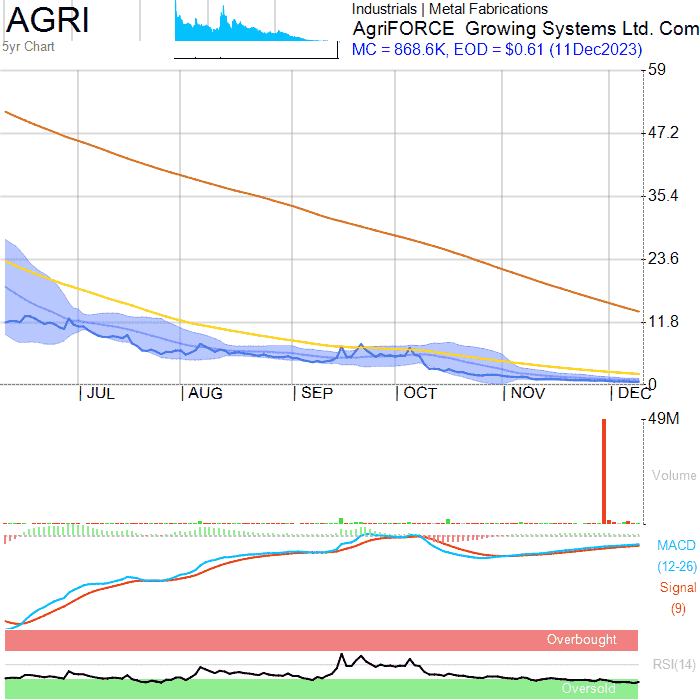 AGRI
5yr Chart
Industrials | Metal Fabrications
AgriFORCE Growing Systems Ltd. Com
MC = 868.6K, EOD = $0.61 (11Dec2023)
59
47.2
35.4
23.6
11.8
0
| JUL | AUG | SEP | OCT | NOV | DEC
49M
Volume
MACD
(12-26)
Signal
(9)
Overbought
RSI(14)
Oversold